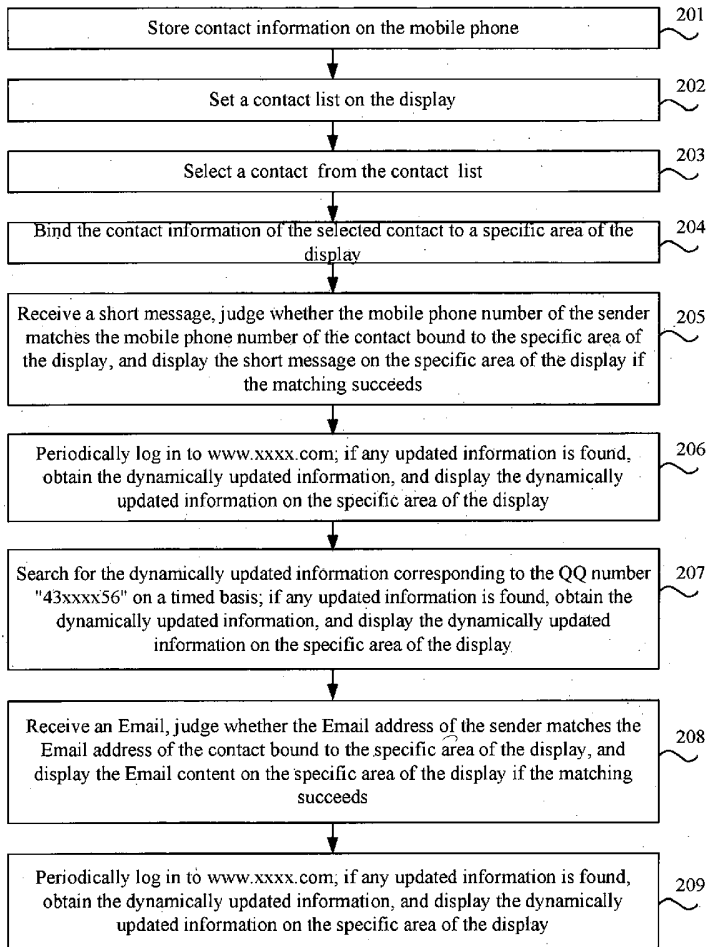 Store contact information on the mobile phone
201
Set a contact list on the display
202
Select a contact from the contact list
203
Bind the contact information of the selected contact to a specific area of the
display
204
Receive a short message, judge whether the mobile phone number of the sender
matches the mobile phone number of the contact bound to the specific area of
the display, and display the short message on the specific area of the display if
the matching succeeds
205
Periodically log in to www.xxxx.com; if any updated information is found,
obtain the dynamically updated information, and display the dynamically
updated information on the specific area of the display
206
Search for the dynamically updated information corresponding to the QQ number
"43xxxx56" on a timed basis; if any updated information is found, obtain the
dynamically updated information, and display the dynamically updated
information on the specific area of the display
207
Receive an Email, judge whether the Email address of the sender matches the
Email address of the contact bound to the specific area of the display, and
display the Email content on the specific area of the display if the matching
succeeds
208
Periodically log in to www.xxxx.com; if any updated information is found,
obtain the dynamically updated information, and display the dynamically
updated information on the specific area of the display
209